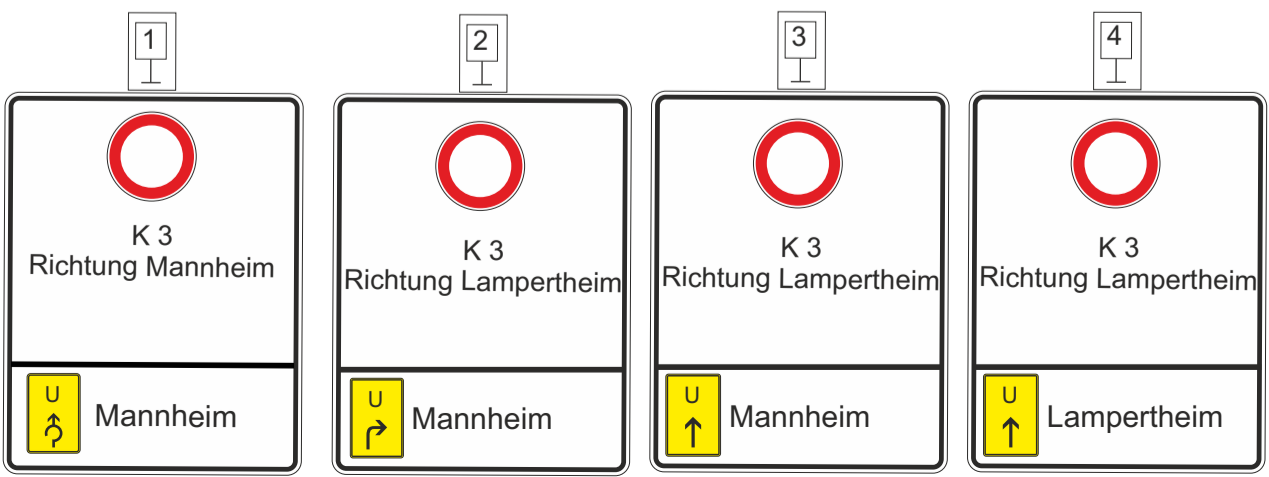 1
K 3
Richtung Mannheim
U
Mannheim
2
K 3
Richtung Lampertheim
U
Mannheim
3
K 3
Richtung Lampertheim
U
Mannheim
4
K 3
Richtung Lampertheim
U
Lampertheim